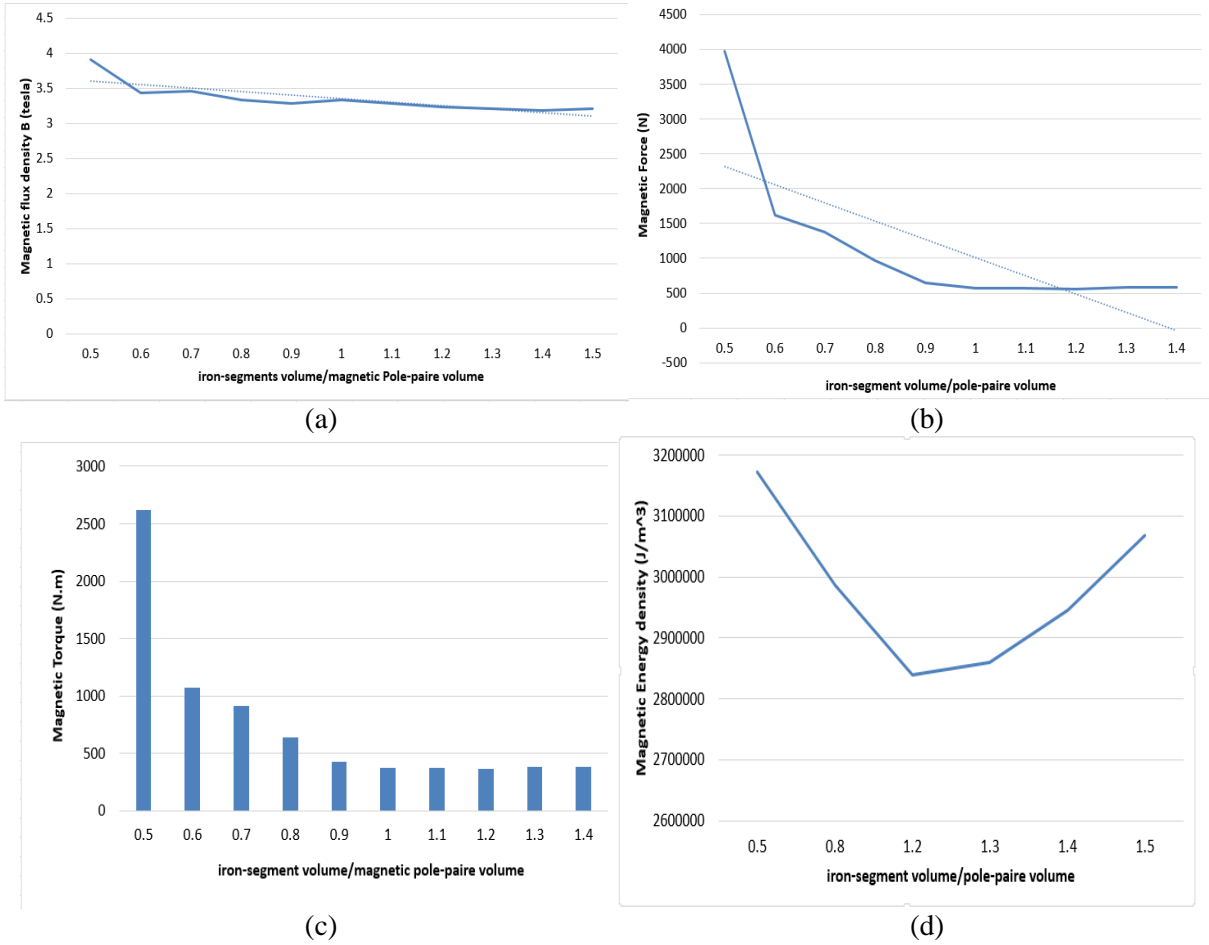 4.5
4
3.5
3
2.5
2
1.5
1
0.5
0
Magnetic flux density B (tesla)
0.5 0.6 0.7 0.8 0.9 1 1.1 1.2 1.3 1.4 1.5
iron-segments volume/magnetic Pole-paire volume
(a)
4500
4000
3500
3000
2500
2000
1500
1000
500
0
-500
Magnetic Force (N)
0.5 0.6 0.7 0.8 0.9 1 1.1 1.2 1.3 1.4
iron-segment volume/pole-paire volume
(b)
3000
2500
2000
1500
1000
500
0
Magnetic Torque (N.m)
0.5 0.6 0.7 0.8 0.9 1 1.1 1.2 1.3 1.4
iron-segment volume/magnetic pole-paire volume
(c)
3200000
3100000
3000000
2900000
2800000
2700000
2600000
Magnetic Energy density (J/m^3)
0.5 0.8 1.2 1.3 1.4 1.5
iron-segment volume/pole-paire volume
(d)